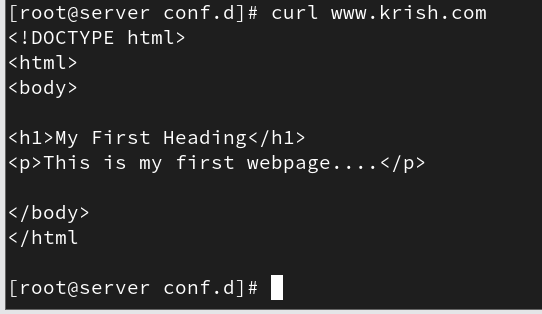 [root@server conf.d]# curl www.krish.com
<!DOCTYPE html>
<html>
<body>
<h1>My First Heading</h1>
<p>This is my first webpage....</p>
</body>
</html
[root@server conf.d]#